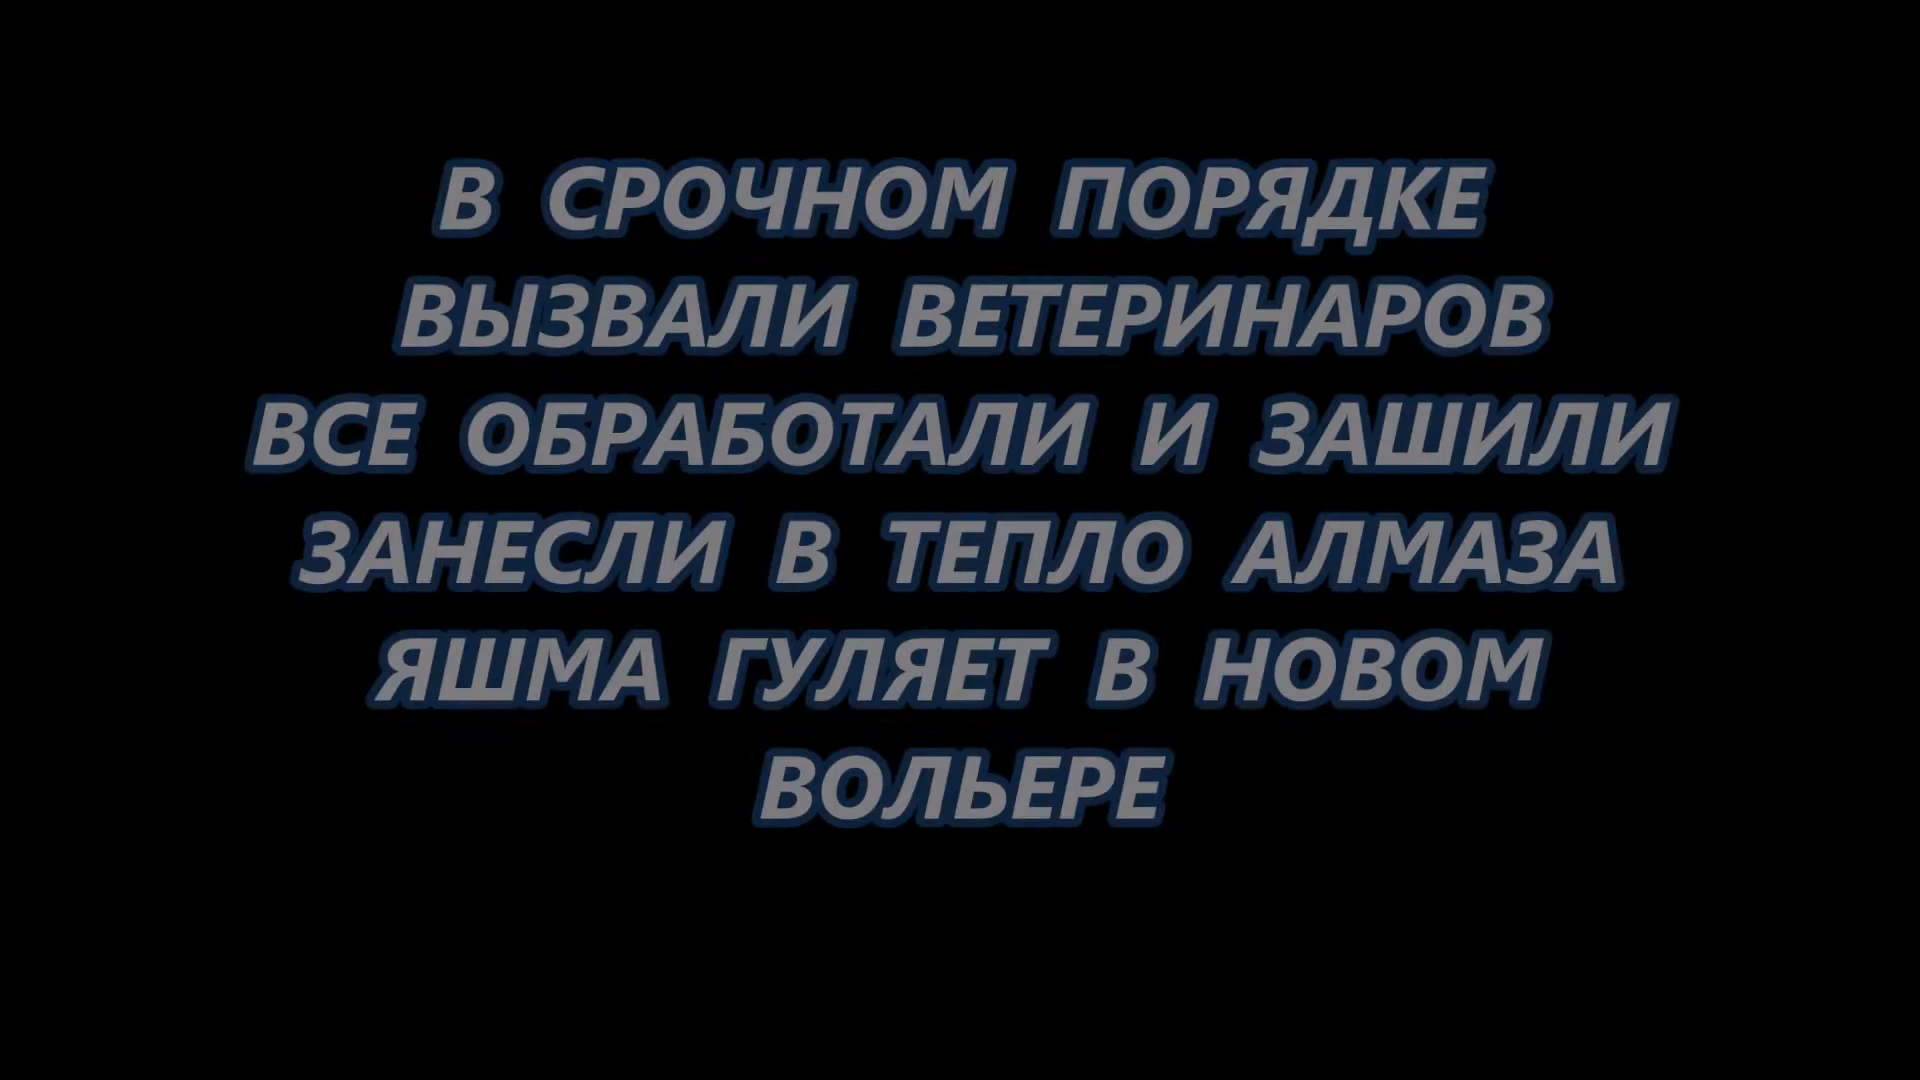 В СРОЧНОМ ПОРЯДКЕ
ВЫЗВАЛИ ВЕТЕРИНАРОВ
ВСЕ ОБРАБОТАЛИ И ЗАШИЛИ
ЗАНЕСЛИ В ТЕПЛО АЛМАЗА
ЯШМА ГУЛЯЕТ В НОВОМ
ВОЛЬЕРЕ